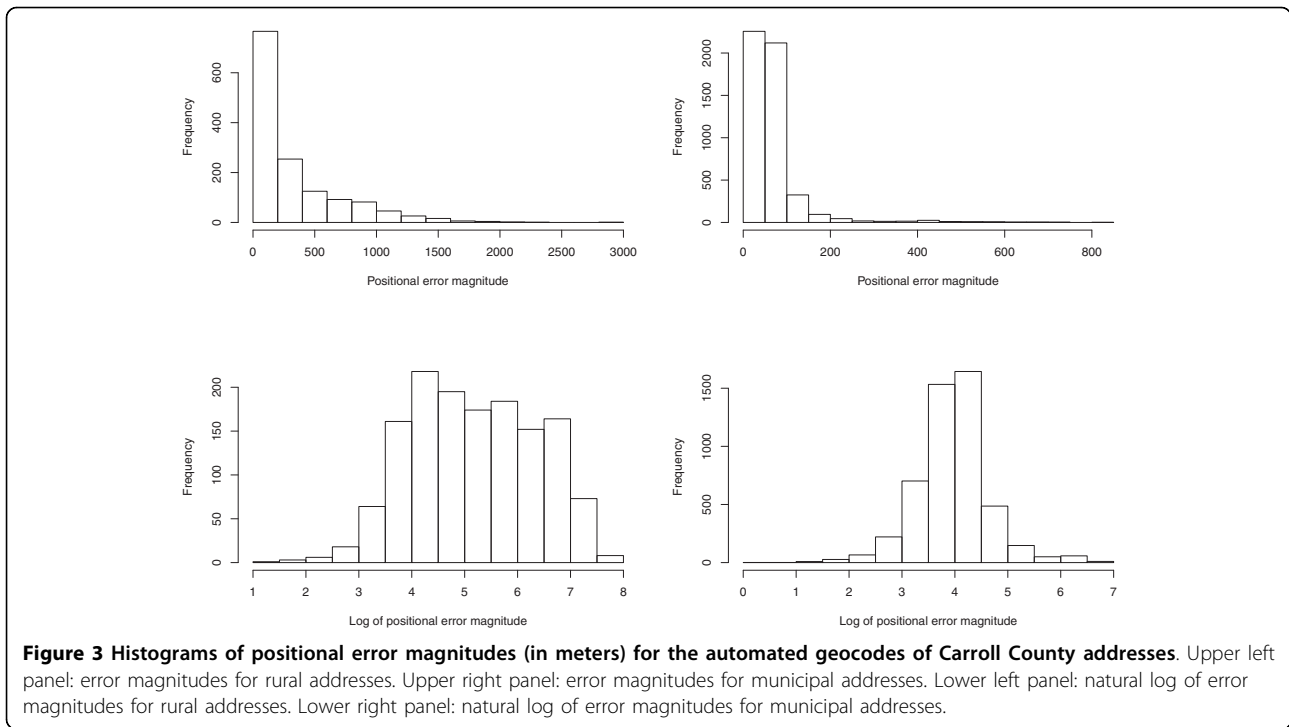 Frequency
0 200 400 600
0 500 1000 1500 2000 2500 3000
Positional error magnitude
Frequency
0 500 1000 1500 2000
0 200 400 600 800
Positional error magnitude
Frequency
0 50 100 150 200
1 2 3 4 5 6 7 8
Log of positional error magnitude
Frequency
0 500 1000 1500
0 1 2 3 4 5 6 7
Log of positional error magnitude
Figure 3 Histograms of positional error magnitudes (in meters) for the automated geocodes of Carroll County addresses. Upper left
panel: error magnitudes for rural addresses. Upper right panel: error magnitudes for municipal addresses. Lower left panel: natural log of error
magnitudes for rural addresses. Lower right panel: natural log of error magnitudes for municipal addresses.